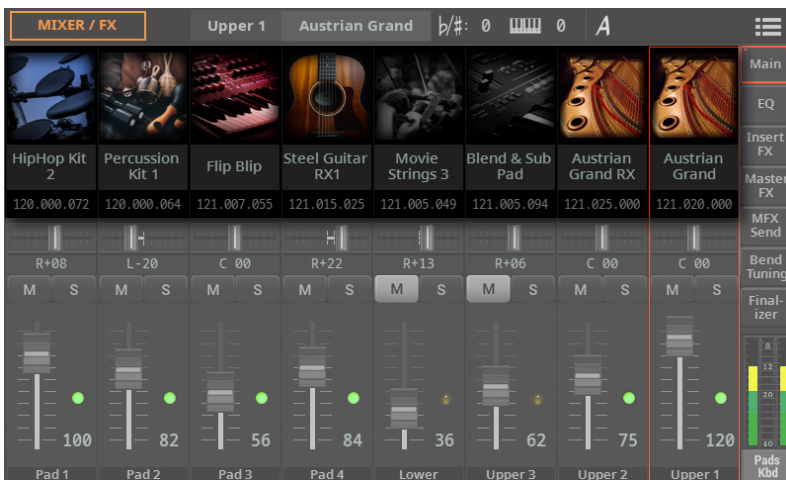 MIXER / FX Upper 1 Austrian Grand ♭/#: 0 0 A
Main
EQ
Insert
FX
Master
FX
MFX
Send
Bend
Tuning
Final-
izer
HipHop Kit
2
Percussion
Kit 1
Flip Blip
Steel Guitar
RX1
Movie
Strings 3
Blend & Sub
Pad
Austrian
Grand RX
Austrian
Grand
120.000.072 120.000.064 121.007.055 121.015.025 121.005.049 121.005.094 121.025.000 121.020.000
R+08 L-20 C 00 R+22 R+13 R+06 C 00 C 00
M S M S M S M S M S M S M S M S
0
12
20
40
100 82 56 84 36 62 75 120
Pad 1 Pad 2 Pad 3 Pad 4 Lower Upper 3 Upper 2 Upper 1
Pads
Kbd